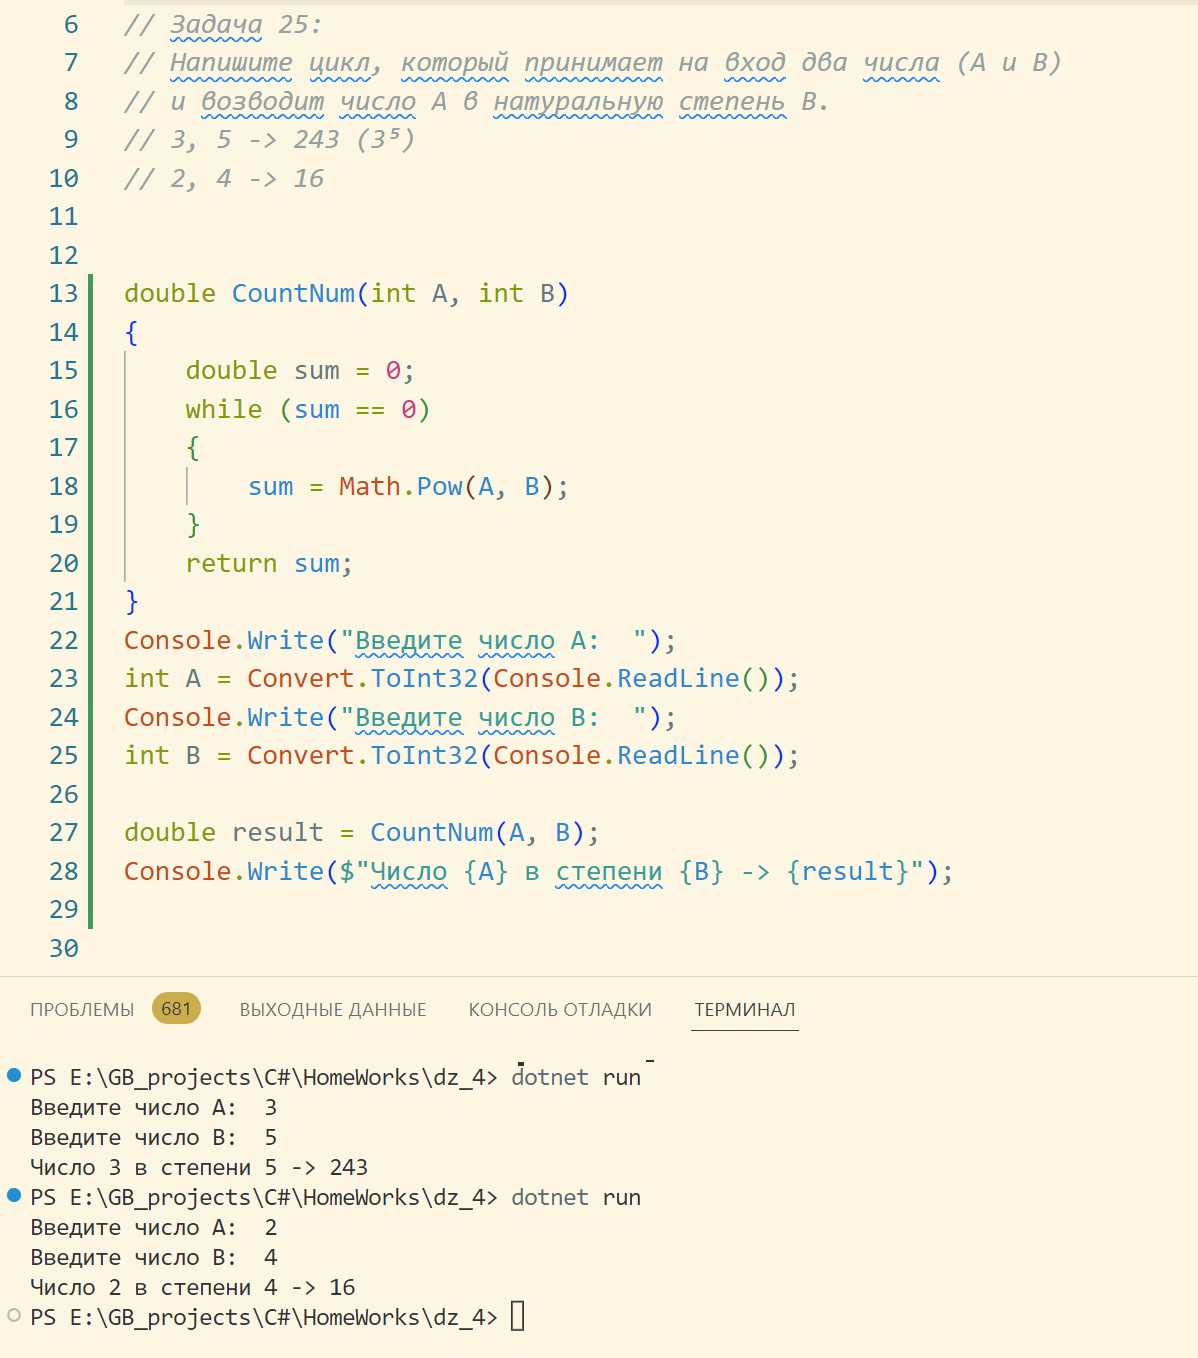 6 // Задача 25:
7 // Напишите цикл, который принимает на вход два числа (A и B)
8 // и возводит число A в натуральную степень B.
9 // 3, 5 -> 243 (3⁵)
10 // 2, 4 -> 16
11
12
13 double CountNum(int A, int B)
14 {
15     double sum = 0;
16     while (sum == 0)
17     {
18         sum = Math.Pow(A, B);
19     }
20     return sum;
21 }
22 Console.Write("Введите число A:  ");
23 int A = Convert.ToInt32(Console.ReadLine());
24 Console.Write("Введите число B:  ");
25 int B = Convert.ToInt32(Console.ReadLine());
26
27 double result = CountNum(A, B);
28 Console.Write($"Число {A} в степени {B} -> {result}");
29
30
ПРОБЛЕМЫ 681 ВЫХОДНЫЕ ДАННЫЕ КОНСОЛЬ ОТЛАДКИ ТЕРМИНАЛ
PS E:\GB_projects\C#\HomeWorks\dz_4> dotnet run
Введите число A:  3
Введите число B:  5
Число 3 в степени 5 -> 243
PS E:\GB_projects\C#\HomeWorks\dz_4> dotnet run
Введите число A:  2
Введите число B:  4
Число 2 в степени 4 -> 16
PS E:\GB_projects\C#\HomeWorks\dz_4>